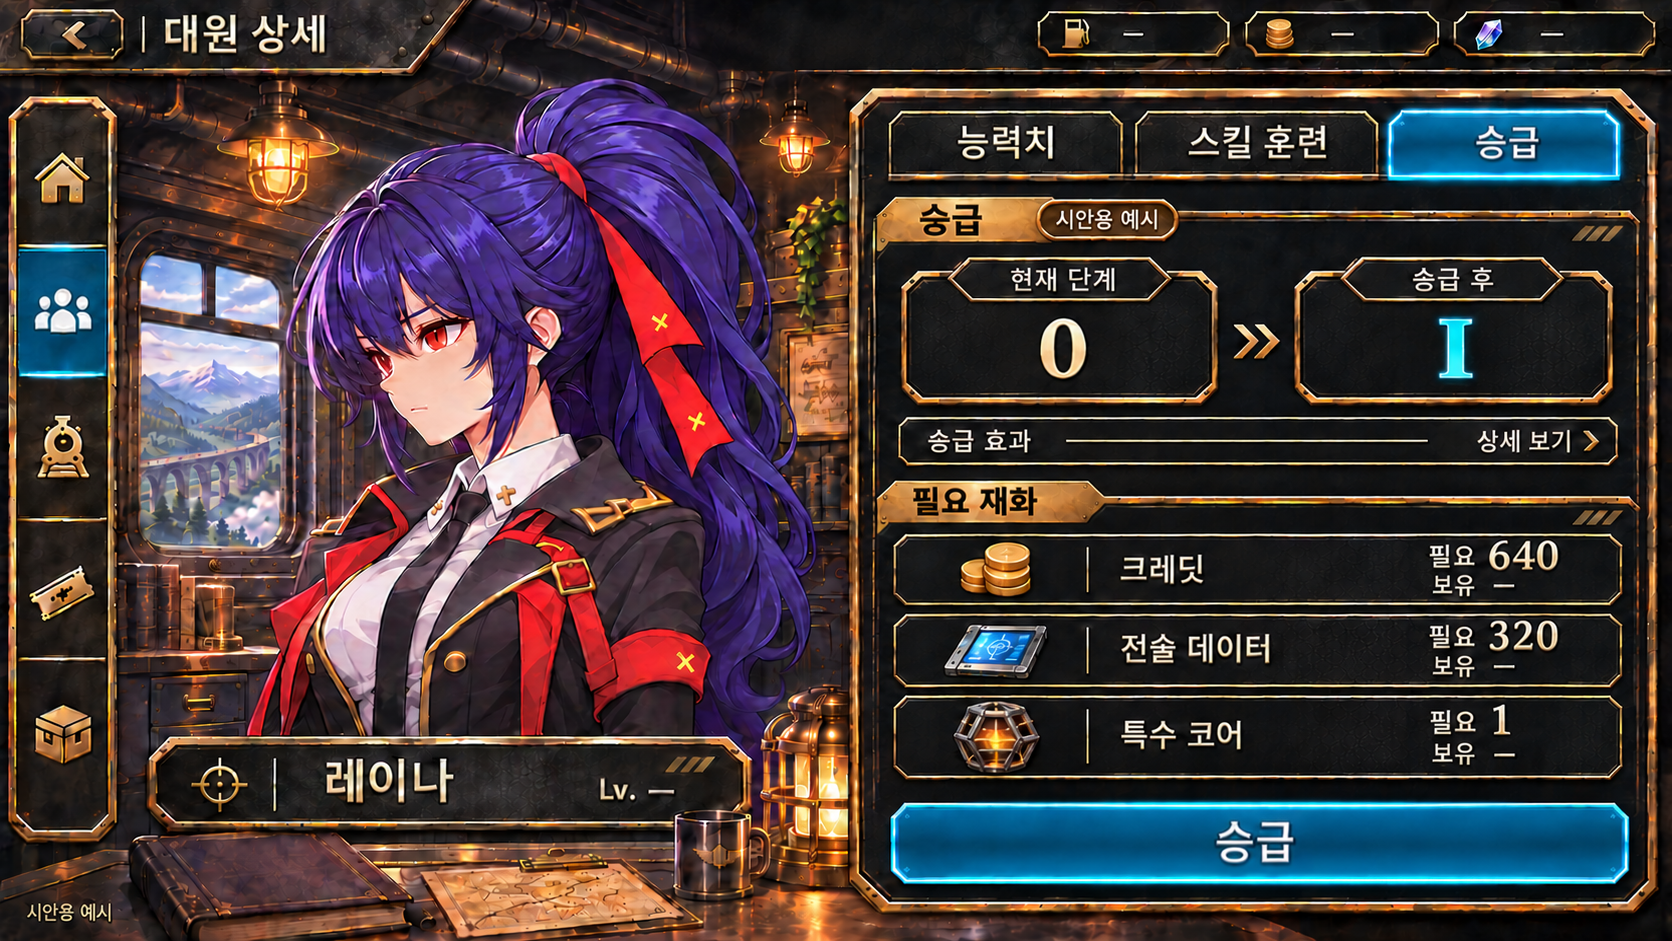 대원 상세
—
—
—
능력치
스킬 훈련
승급
승급
시안용 예시
현재 단계
0
승급 후
I
승급 효과
상세 보기
필요 재화
크레딧
필요 640
보유 —
전술 데이터
필요 320
보유 —
특수 코어
필요 1
보유 —
승급
레이나
Lv. —
시안용 예시